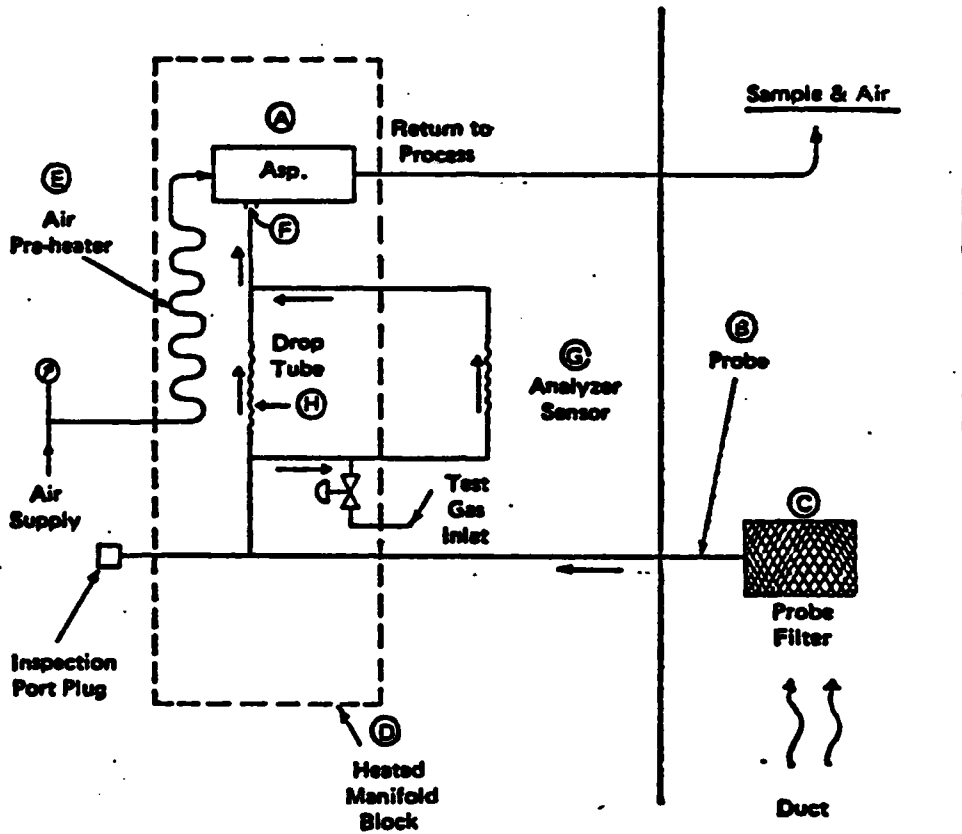 A
Asp.
Return to
Process
Sample & Air
E
Air
Pre-heater
F
B
Probe
Drop
Tube
H
G
Analyzer
Sensor
Air
Supply
Test
Gas
Inlet
C
Probe
Filter
Inspection
Port Plug
D
Heated
Manifold
Block
Duct